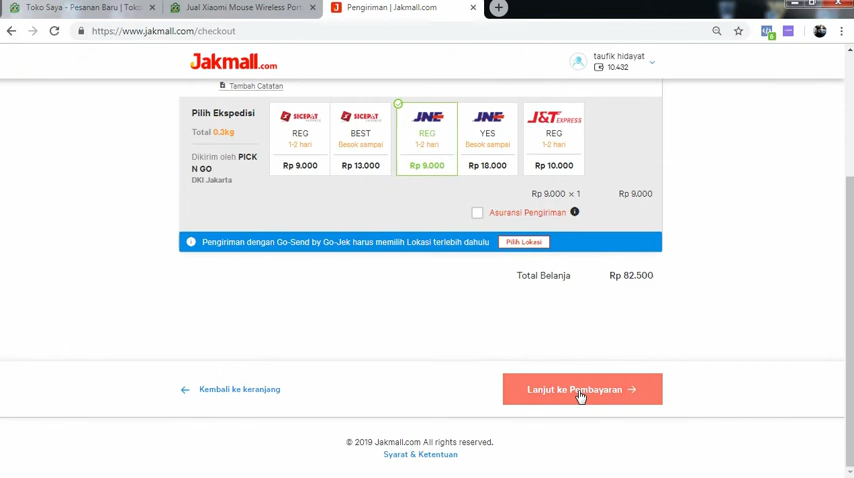 Toko Saya - Pesanan Baru | Toko
Jual Xiaomi Mouse Wireless Port
Pengiriman | Jakmall.com
https://www.jakmall.com/checkout
6
Jakmall.com
taufik hidayat
10.432
Tambah Catatan
Pilih Ekspedisi
Total 0.3kg
Dikirim oleh PICK N GO
DKI Jakarta
SICEPAT
REG
1-2 hari
Rp 9.000
SICEPAT
BEST
Besok sampai
Rp 13.000
JNE
REG
1-2 hari
Rp 9.000
JNE
YES
Besok sampai
Rp 18.000
J&T EXPRESS
REG
1-2 hari
Rp 10.000
Rp 9.000 × 1
Rp 9.000
Asuransi Pengiriman
Pengiriman dengan Go-Send by Go-Jek harus memilih Lokasi terlebih dahulu
Pilih Lokasi
Total Belanja
Rp 82.500
Kembali ke keranjang
Lanjut ke Pembayaran
© 2019 Jakmall.com All rights reserved.
Syarat & Ketentuan